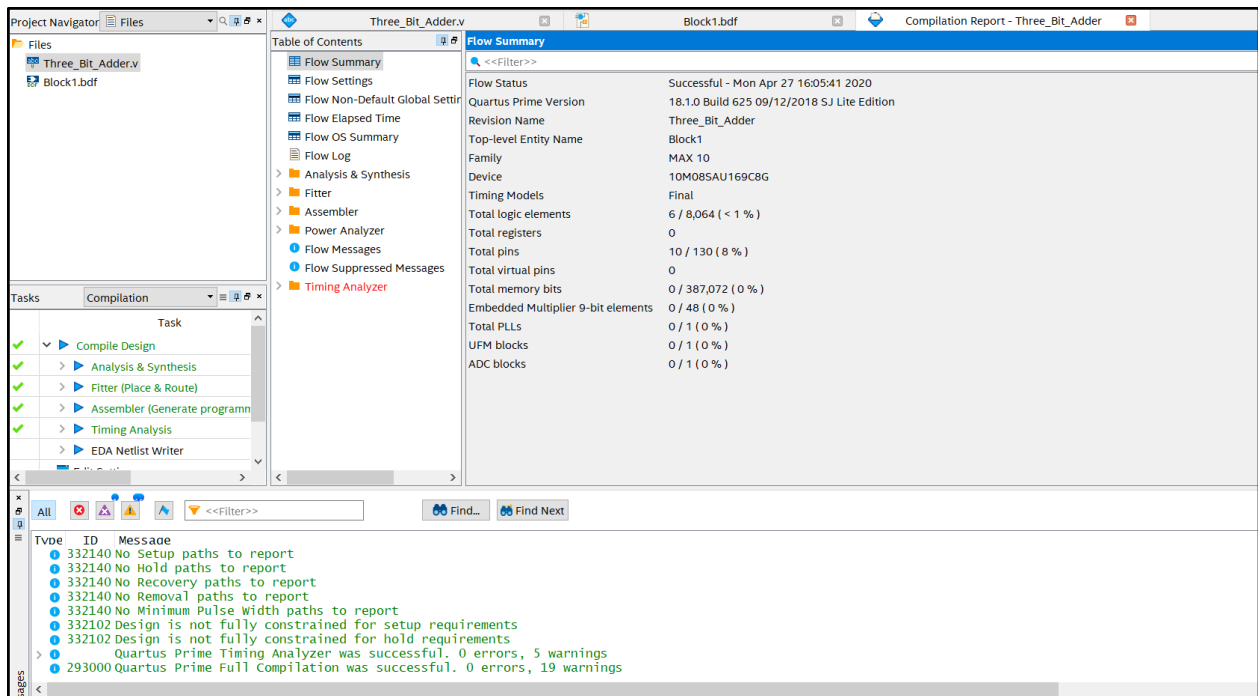 Project Navigator Files
Files
Three_Bit_Adder.v
Block1.bdf
Tasks Compilation
Task
Compile Design
Analysis & Synthesis
Fitter (Place & Route)
Assembler (Generate programm
Timing Analysis
EDA Netlist Writer
Three_Bit_Adder.v Block1.bdf Compilation Report - Three_Bit_Adder
Table of Contents
Flow Summary
Flow Settings
Flow Non-Default Global Settin
Flow Elapsed Time
Flow OS Summary
Flow Log
Analysis & Synthesis
Fitter
Assembler
Power Analyzer
Flow Messages
Flow Suppressed Messages
Timing Analyzer
Flow Summary
<<Filter>>
Flow Status Successful - Mon Apr 27 16:05:41 2020
Quartus Prime Version 18.1.0 Build 625 09/12/2018 SJ Lite Edition
Revision Name Three_Bit_Adder
Top-level Entity Name Block1
Family MAX 10
Device 10M08SAU169C8G
Timing Models Final
Total logic elements 6 / 8,064 ( < 1 % )
Total registers 0
Total pins 10 / 130 ( 8 % )
Total virtual pins 0
Total memory bits 0 / 387,072 ( 0 % )
Embedded Multiplier 9-bit elements 0 / 48 ( 0 % )
Total PLLs 0 / 1 ( 0 % )
UFM blocks 0 / 1 ( 0 % )
ADC blocks 0 / 1 ( 0 % )
All <<Filter>> Find... Find Next
Type ID Message
332140 No Setup paths to report
332140 No Hold paths to report
332140 No Recovery paths to report
332140 No Removal paths to report
332140 No Minimum Pulse Width paths to report
332102 Design is not fully constrained for setup requirements
332102 Design is not fully constrained for hold requirements
Quartus Prime Timing Analyzer was successful. 0 errors, 5 warnings
293000 Quartus Prime Full Compilation was successful. 0 errors, 19 warnings
sages